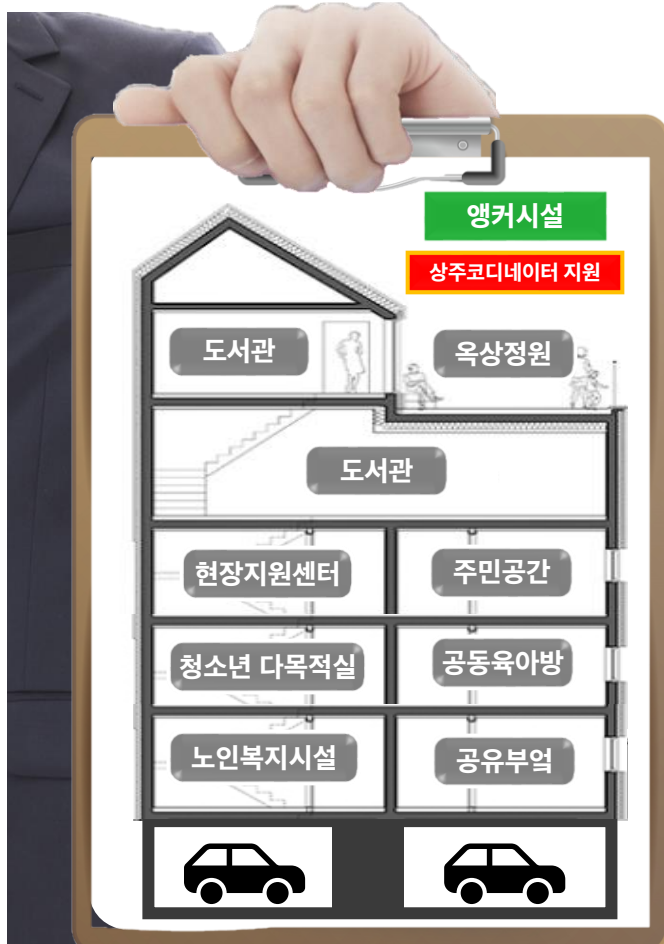 앵커시설
상주코디네이터 지원
도서관
옥상정원
도서관
현장지원센터
주민공간
청소년 다목적실
공동육아방
노인복지시설
공유부엌